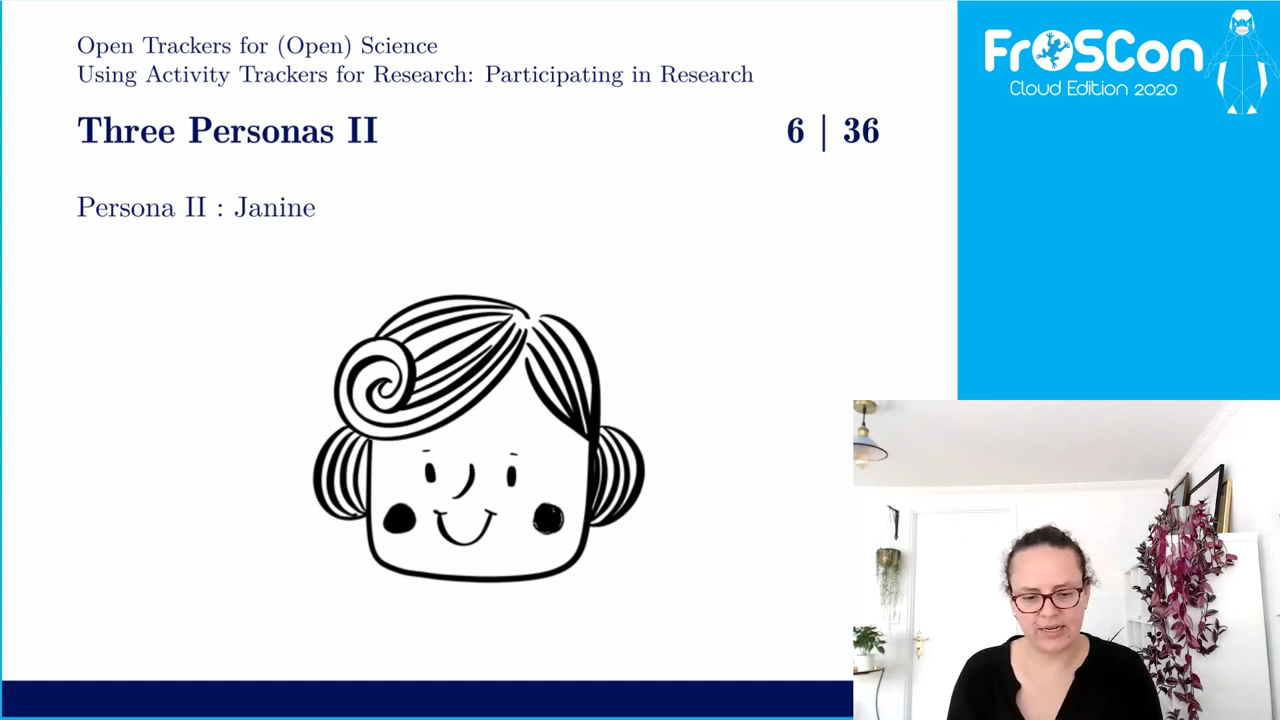 Open Trackers for (Open) Science
Using Activity Trackers for Research: Participating in Research
Three Personas II
6 | 36
Persona II : Janine
FrOSCon
Cloud Edition 2020